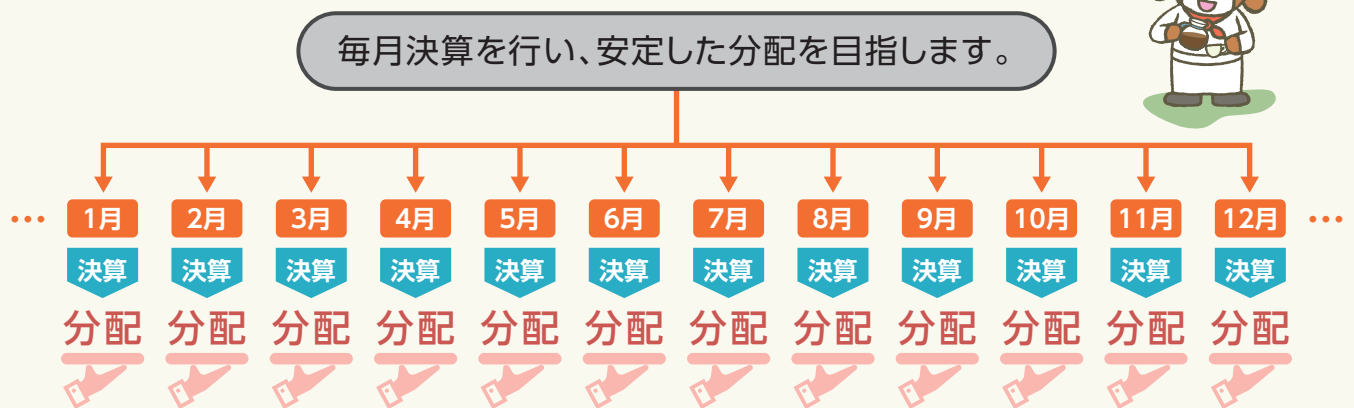 毎月決算を行い、安定した分配を目指します。
… 1月 2月 3月 4月 5月 6月 7月 8月 9月 10月 11月 12月 …
決算 決算 決算 決算 決算 決算 決算 決算 決算 決算 決算 決算
分配 分配 分配 分配 分配 分配 分配 分配 分配 分配 分配 分配